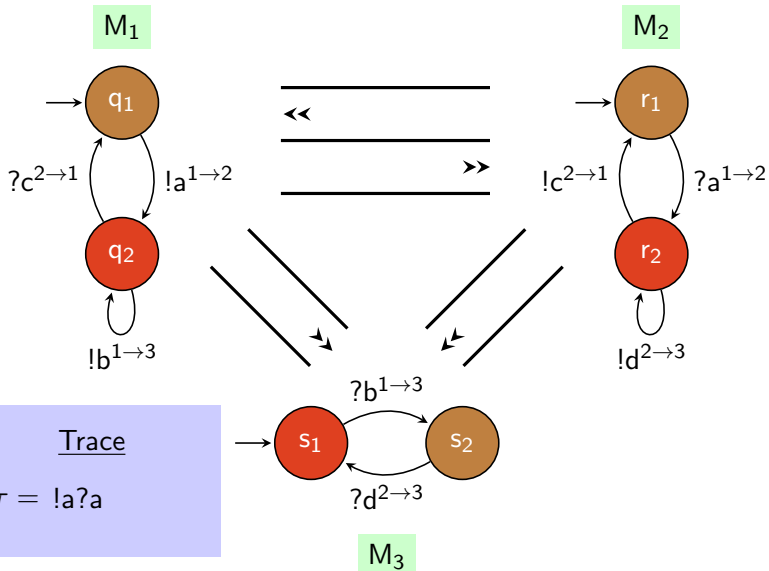 M₁
M₂
q₁
r₁
?c²→¹
!a¹→²
!c²→¹
?a¹→²
q₂
r₂
!b¹→³
!d²→³
?b¹→³
s₁
s₂
?d²→³
Trace
= !a?a
M₃